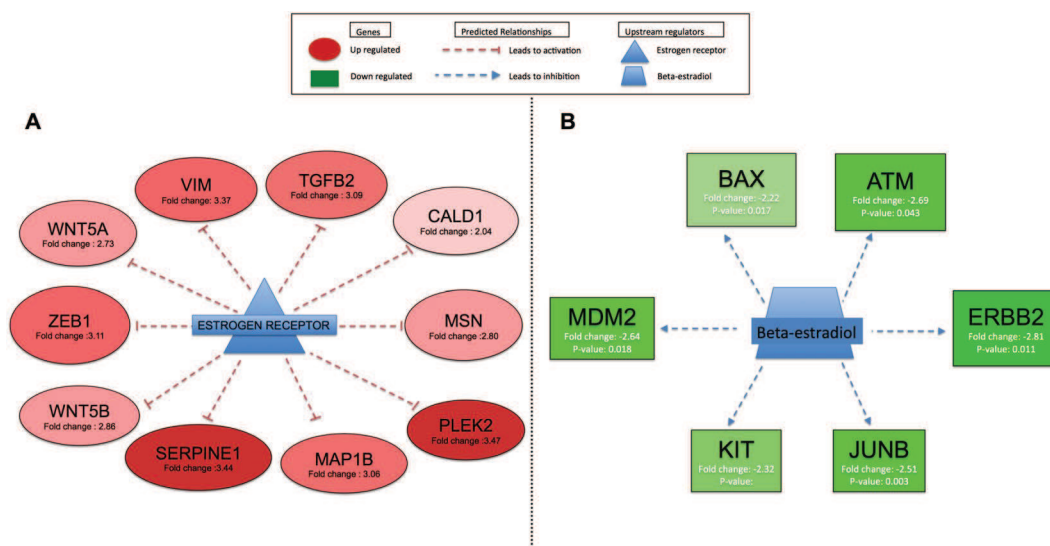 Genes
Predicted Relationships
Upstream regulators
Up regulated
Leads to activation
Estrogen receptor
Down regulated
Leads to inhibition
Beta-estradiol
A
VIM
Fold change: 3.37
TGFB2
Fold change : 3.09
WNT5A
Fold change : 2.73
CALD1
Fold change : 2.04
ZEB1
Fold change :3.11
ESTROGEN RECEPTOR
MSN
Fold change :2.80
WNT5B
Fold change : 2.86
SERPINE1
Fold change :3.44
MAP1B
Fold change : 3.06
PLEK2
Fold change :3.47
B
BAX
Fold change: -2,22
P-value: 0.017
ATM
Fold change: -2.69
P-value: 0.043
MDM2
Fold change: -2.64
P-value: 0.018
Beta-estradiol
ERBB2
Fold change: -2.81
P-value: 0.011
KIT
Fold change: -2.32
P-value:
JUNB
Fold change: -2.51
P-value: 0.003